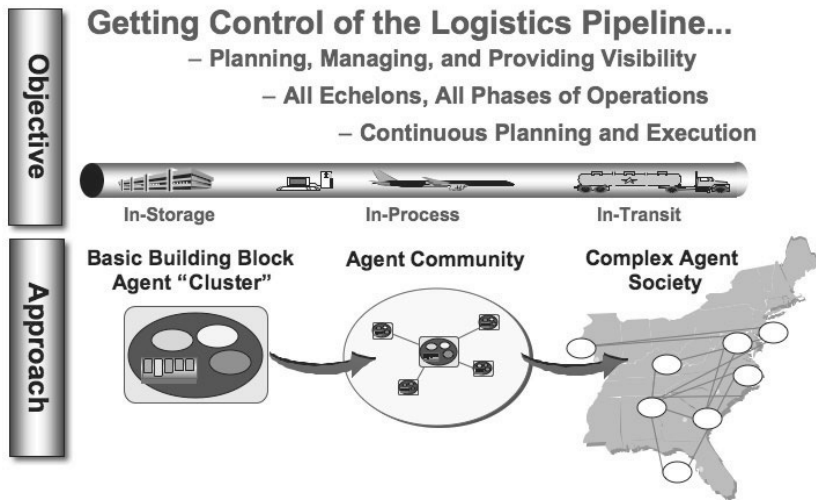 Objective
Getting Control of the Logistics Pipeline...
– Planning, Managing, and Providing Visibility
– All Echelons, All Phases of Operations
– Continuous Planning and Execution
In-Storage
In-Process
In-Transit
Approach
Basic Building Block
Agent “Cluster”
Agent Community
Complex Agent
Society